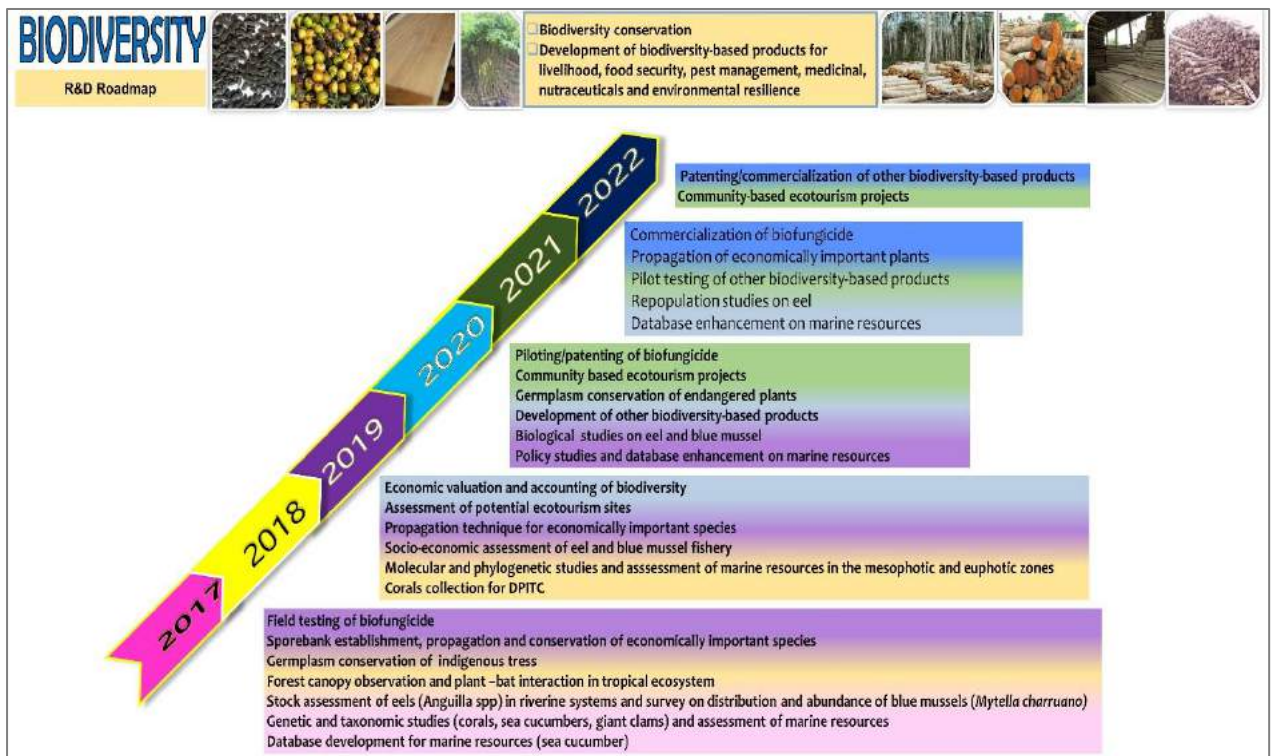 BIODIVERSITY
R&D Roadmap
Biodiversity conservation
Development of biodiversity-based products for
livelihood, food security, pest management, medicinal,
nutraceuticals and environmental resilience
2022
Patenting/commercialization of other biodiversity-based products
Community-based ecotourism projects
2021
Commercialization of biofungicide
Propagation of economically important plants
Pilot testing of other biodiversity-based products
Repopulation studies on eel
Database enhancement on marine resources
2020
Piloting/patenting of biofungicide
Community based ecotourism projects
Germplasm conservation of endangered plants
Development of other biodiversity-based products
Biological studies on eel and blue mussel
Policy studies and database enhancement on marine resources
2019
Economic valuation and accounting of biodiversity
Assessment of potential ecotourism sites
Propagation technique for economically important species
Socio-economic assessment of eel and blue mussel fishery
Molecular and phylogenetic studies and asssessment of marine resources in the mesophotic and euphotic zones
Corals collection for DPITC
2018
2017
Field testing of biofungicide
Sporebank establishment, propagation and conservation of economically important species
Germplasm conservation of indigenous tress
Forest canopy observation and plant –bat interaction in tropical ecosystem
Stock assessment of eels (Anguilla spp) in riverine systems and survey on distribution and abundance of blue mussels (Mytella charruano)
Genetic and taxonomic studies (corals, sea cucumbers, giant clams) and assessment of marine resources
Database development for marine resources (sea cucumber)